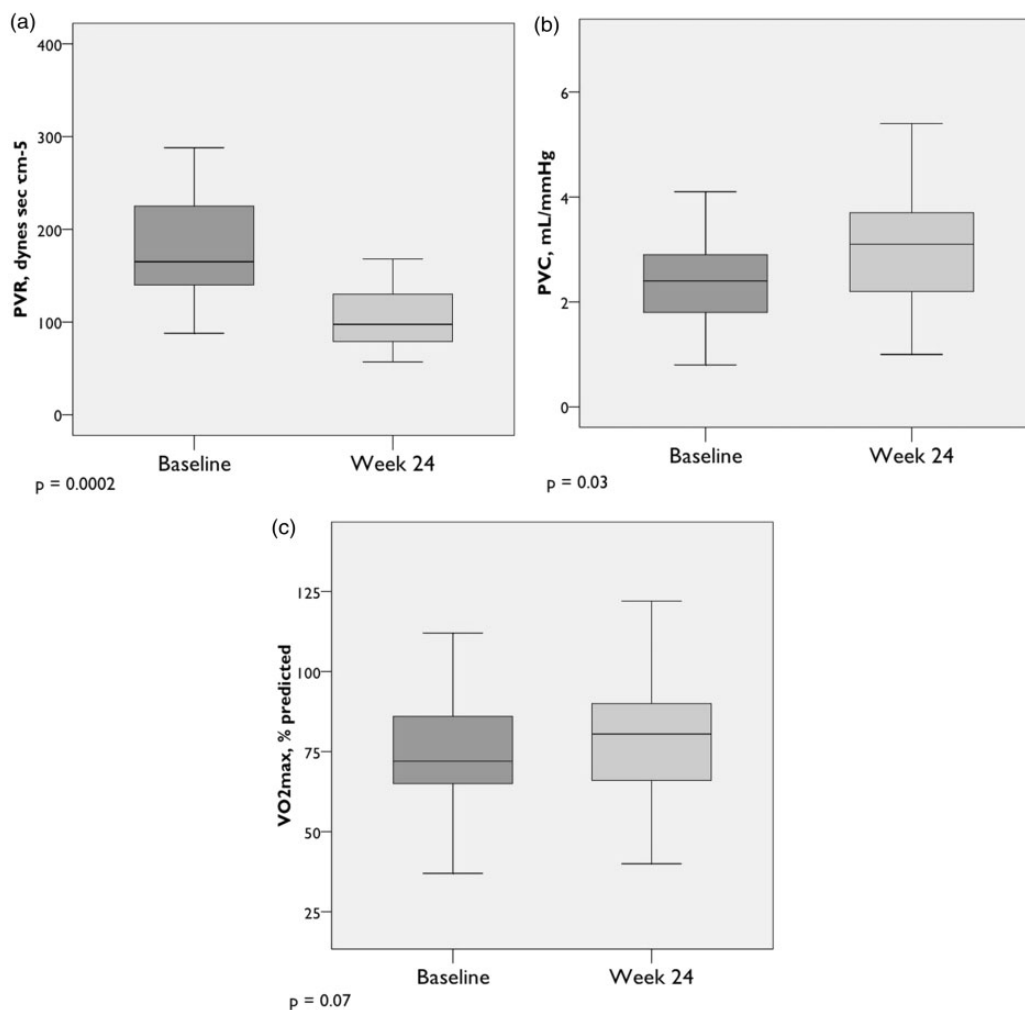 (a)
400
300
200
100
0
PVR, dynes sec cm-5
Baseline Week 24
p = 0.0002
(b)
6
4
2
0
PVC, mL/mmHg
Baseline Week 24
p = 0.03
(c)
125
100
75
50
25
VO2max, % predicted
Baseline Week 24
p = 0.07